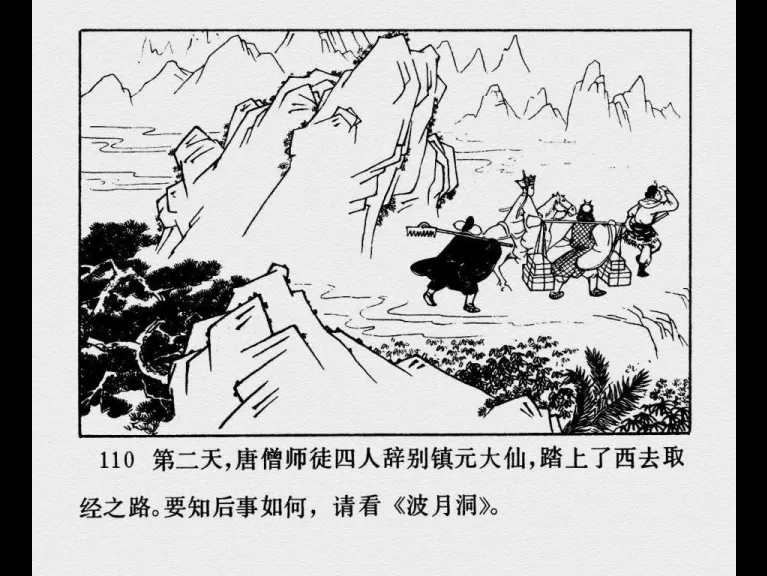 110 第二天，唐僧师徒四人辞别镇元大仙，踏上了西去取
经之路。要知后事如何，请看《波月洞》。